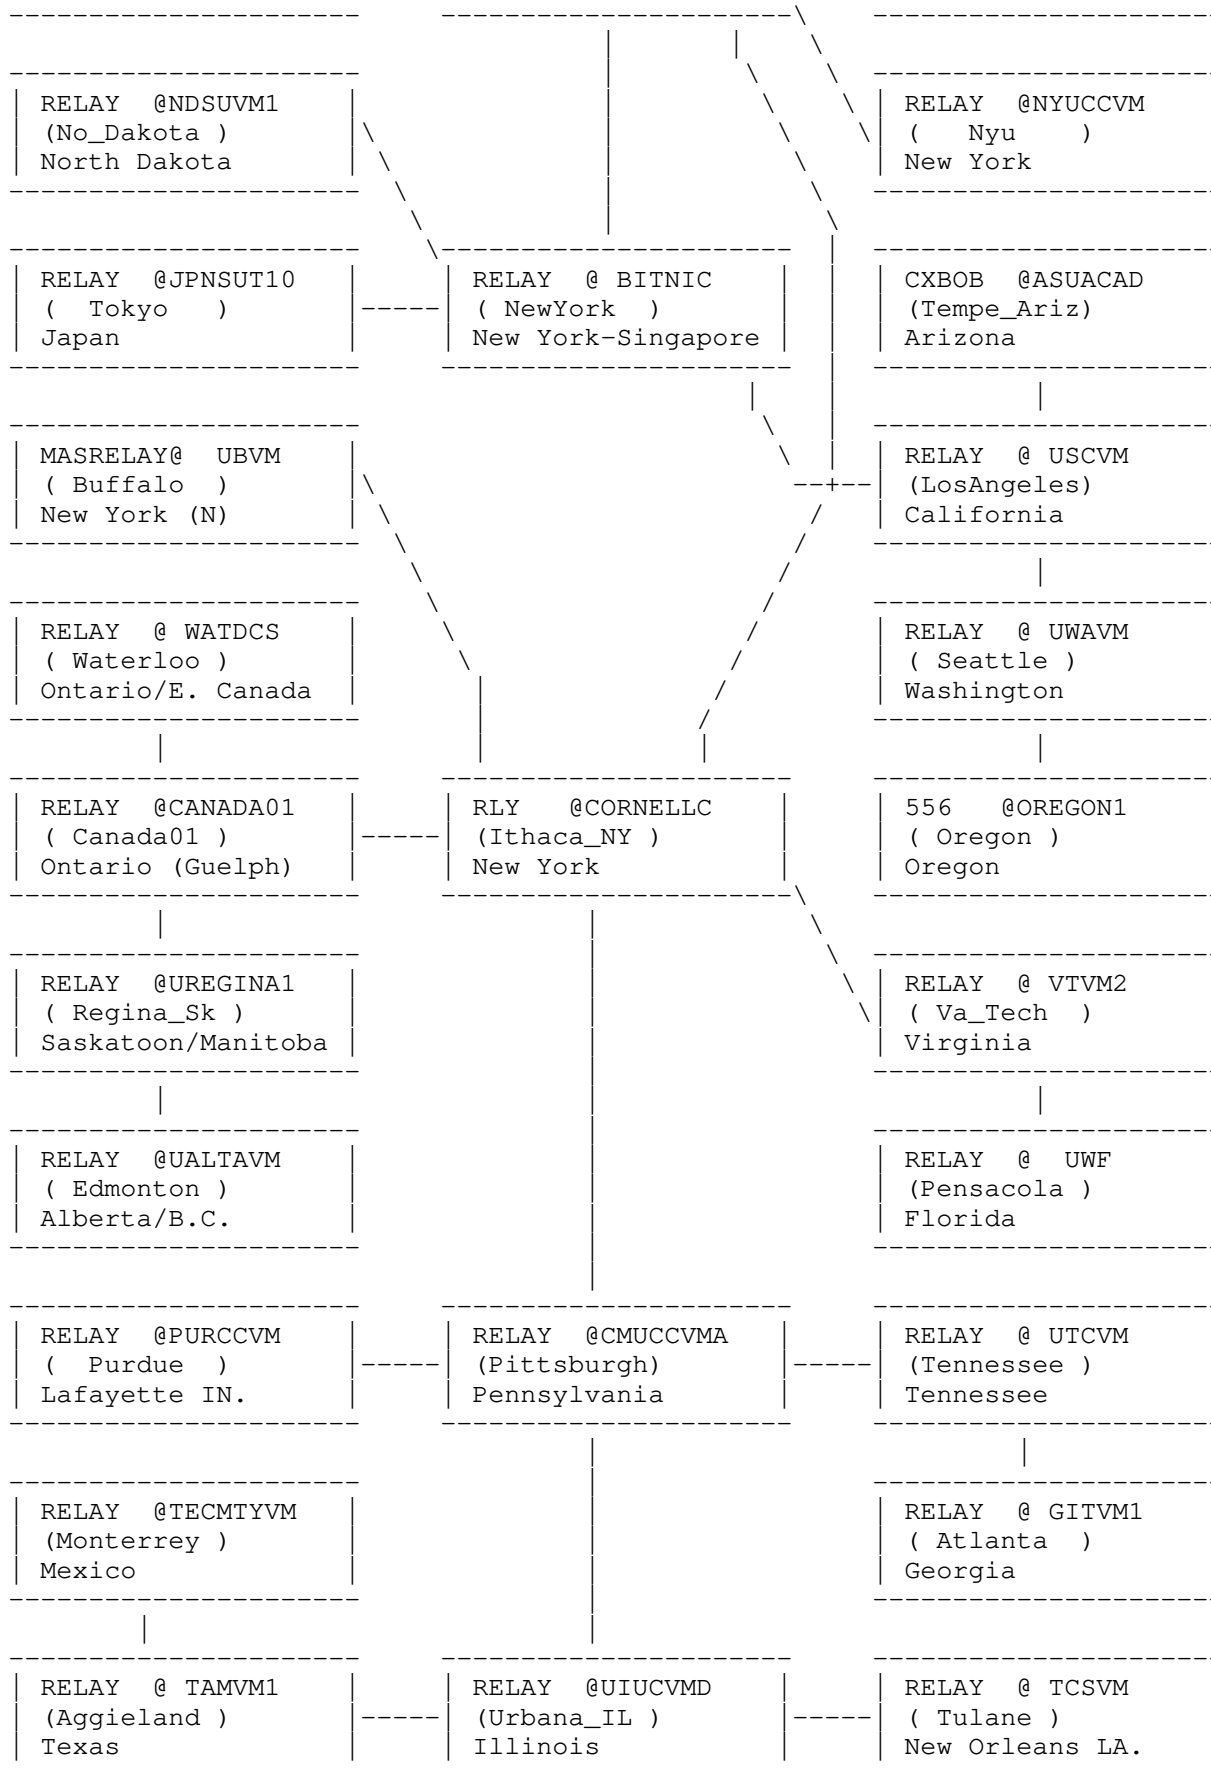 RELAY @NDSUVM1 RELAY @NYUCCVM
(No_Dakota ) ( Nyu )
North Dakota New York
RELAY @JPNSUT10 RELAY @ BITNIC CXBOB @ASUACAD
( Tokyo ) ( NewYork ) (Tempe_Ariz)
Japan New York-Singapore Arizona
MASRELAY@ UBVM RELAY @ USCVM
( Buffalo ) (LosAngeles)
New York (N) California
RELAY @ WATDCS RELAY @ UWAVM
( Waterloo ) ( Seattle )
Ontario/E. Canada Washington
RELAY @CANADA01 RLY @CORNELLC 556 @OREGON1
( Canada01 ) (Ithaca_NY ) ( Oregon )
Ontario (Guelph) New York Oregon
RELAY @UREGINA1 RELAY @ VTVM2
( Regina_Sk ) ( Va_Tech )
Saskatoon/Manitoba Virginia
RELAY @UALTAVM RELAY @ UWF
( Edmonton ) (Pensacola )
Alberta/B.C. Florida
RELAY @PURCCVM RELAY @CMUCCVMA RELAY @ UTCVM
( Purdue ) (Pittsburgh) (Tennessee )
Lafayette IN. Pennsylvania Tennessee
RELAY @TECMTYVM RELAY @ GITVM1
(Monterrey ) ( Atlanta )
Mexico Georgia
RELAY @ TAMVM1 RELAY @UIUCVMD RELAY @ TCSVM
(Aggieland ) (Urbana_IL ) ( Tulane )
Texas Illinois New Orleans LA.